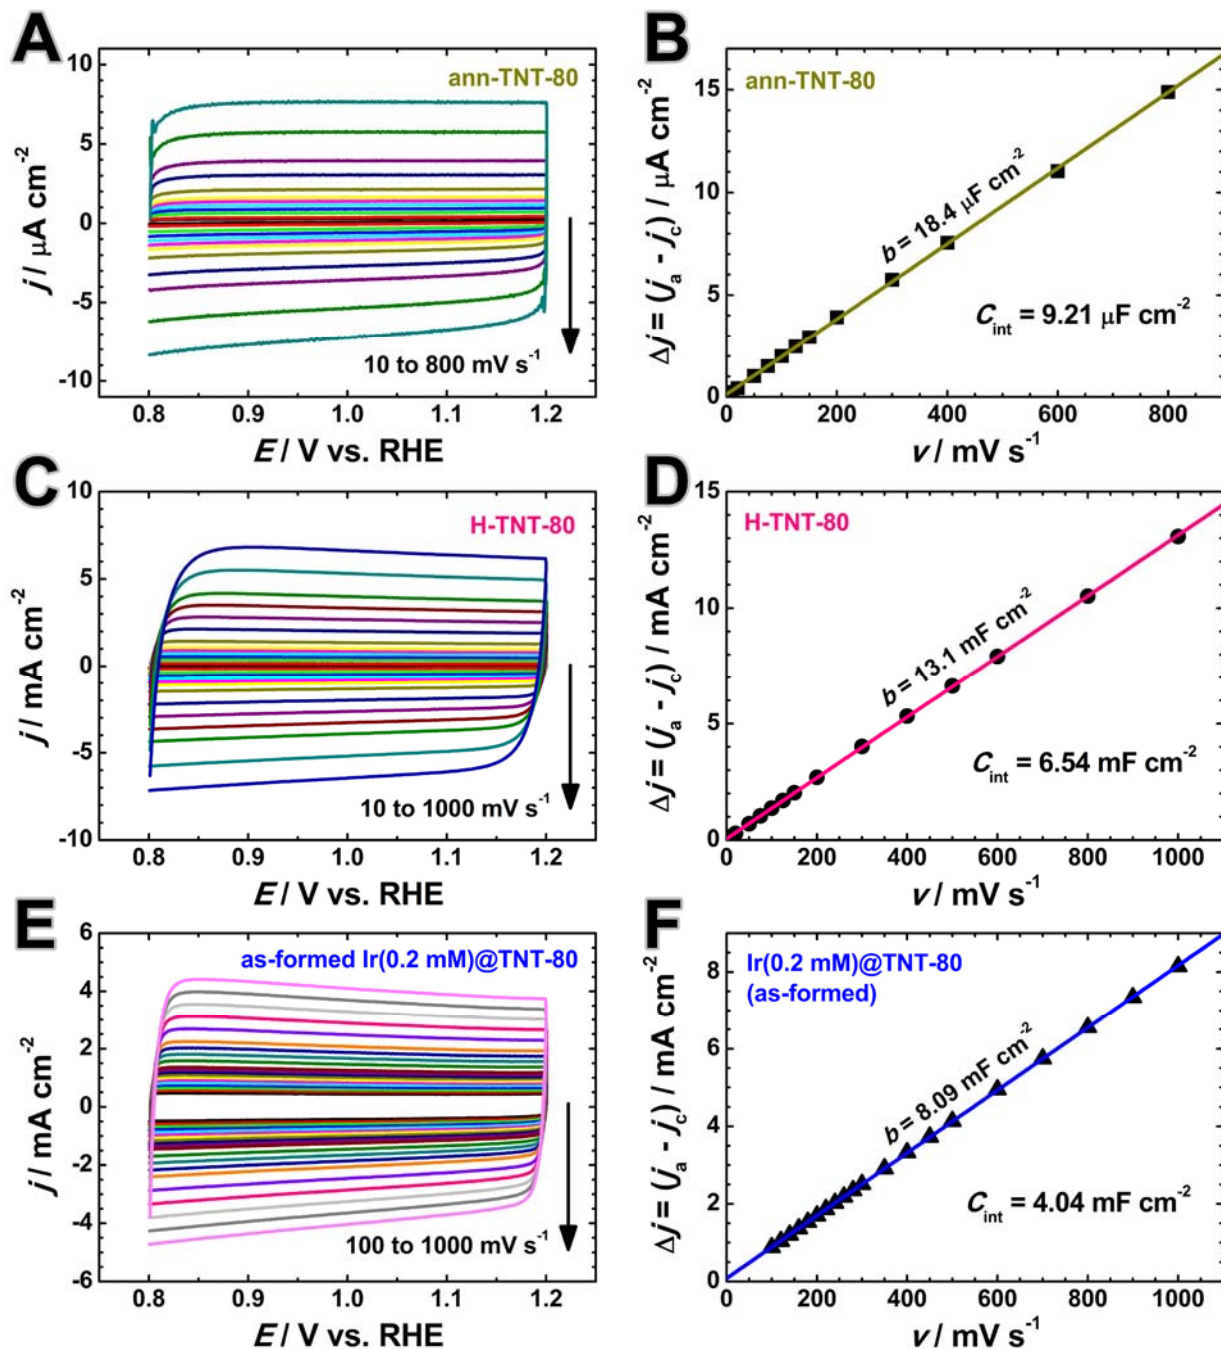 A
ann-TNT-80
10
5
0
-5
-10
j / μA cm⁻²
10 to 800 mV s⁻¹
0.8 0.9 1.0 1.1 1.2
E / V vs. RHE
B
ann-TNT-80
15
10
5
0
Δj = (jₐ - j_c) / μA cm⁻²
b = 18.4 μF cm⁻²
C_int = 9.21 μF cm⁻²
0 200 400 600 800
v / mV s⁻¹
C
H-TNT-80
10
5
0
-5
-10
j / mA cm⁻²
10 to 1000 mV s⁻¹
0.8 0.9 1.0 1.1 1.2
E / V vs. RHE
D
H-TNT-80
15
10
5
0
Δj = (jₐ - j_c) / mA cm⁻²
b = 13.1 mF cm⁻²
C_int = 6.54 mF cm⁻²
0 200 400 600 800 1000
v / mV s⁻¹
E
as-formed Ir(0.2 mM)@TNT-80
6
4
2
0
-2
-4
-6
j / mA cm⁻²
100 to 1000 mV s⁻¹
0.8 0.9 1.0 1.1 1.2
E / V vs. RHE
F
Ir(0.2 mM)@TNT-80
(as-formed)
8
6
4
2
0
Δj = (jₐ - j_c) / mA cm⁻²
b = 8.09 mF cm⁻²
C_int = 4.04 mF cm⁻²
0 200 400 600 800 1000
v / mV s⁻¹